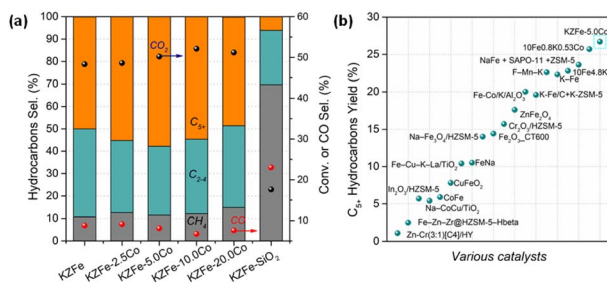 (a)
Hydrocarbons Sel. (%)
100
90
80
70
60
50
40
30
20
10
0
CO2
C5+
C2-4
CH4
CO
60
50
40
30
20
10
Conv. or CO Sel. (%)
KZFe
KZFe-2.5Co
KZFe-5.0Co
KZFe-10.0Co
KZFe-20.0Co
KZFe-SiO2
(b)
C5+ Hydrocarbons Yield (%)
30
25
20
15
10
5
0
KZFe-5.0Co
10Fe0.8K0.53Co
NaFe + SAPO-11 +ZSM-5
F-Mn-K
10Fe4.8K
K-Fe
Fe-Co/K/Al2O3
K-Fe/C+K-ZSM-5
ZnFe2O4
Cr2O3/HZSM-5
Na-Fe3O4/HZSM-5
Fe2O3_CT600
Fe-Cu-K-La/TiO2
FeNa
CuFeO2
In2O3/HZSM-5
CoFe
Na-CoCu/TiO2
Fe-Zn-Zr@HZSM-5-Hbeta
Zn-Cr(3:1)[C4]/HY
Various catalysts